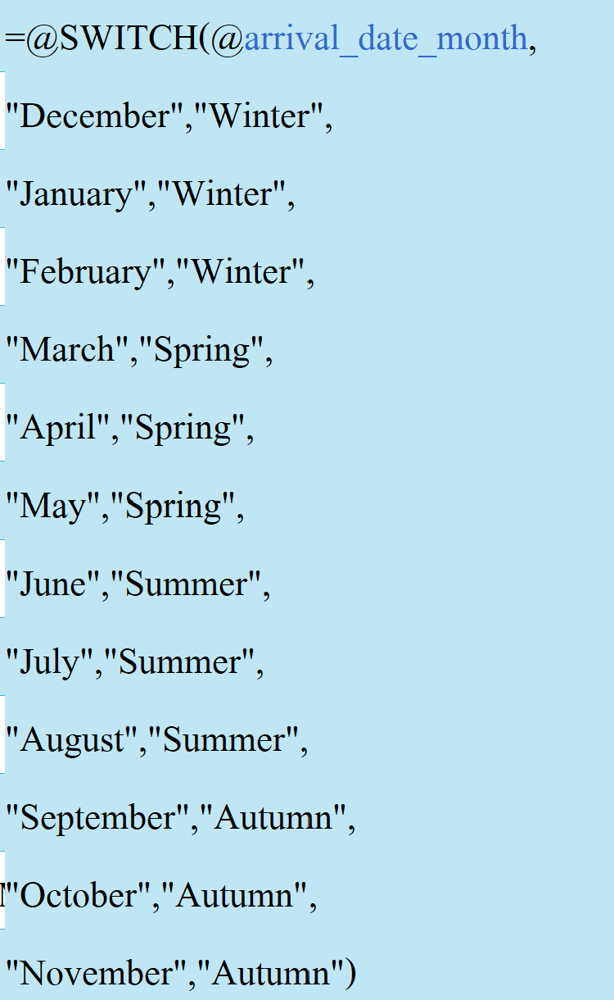 =@SWITCH(@arrival_date_month,
"December","Winter",
"January","Winter",
"February","Winter",
"March","Spring",
"April","Spring",
"May","Spring",
"June","Summer",
"July","Summer",
"August","Summer",
"September","Autumn",
"October","Autumn",
"November","Autumn")